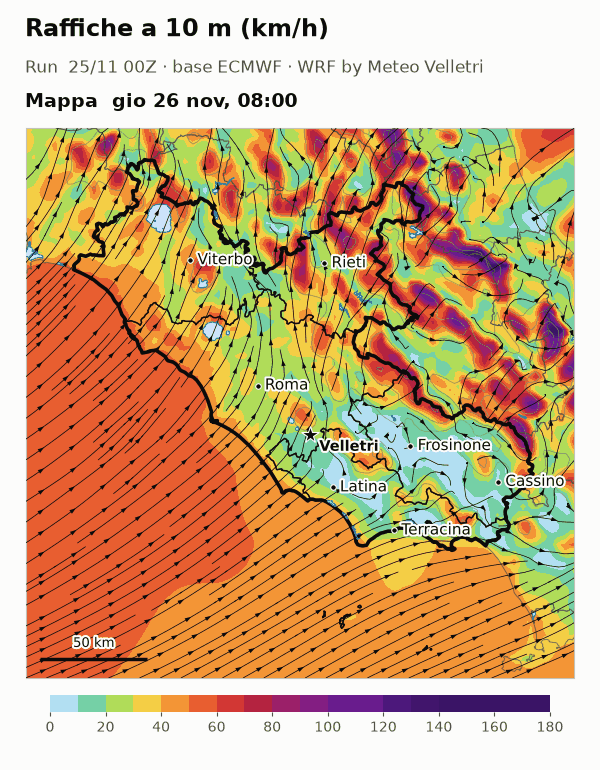 Raffiche a 10 m (km/h)
Run  25/11 00Z · base ECMWF · WRF by Meteo Velletri
Mappa  gio 26 nov, 08:00
Viterbo
Rieti
Roma
Velletri
Frosinone
Latina
Cassino
Terracina
50 km
0 20 40 60 80 100 120 140 160 180